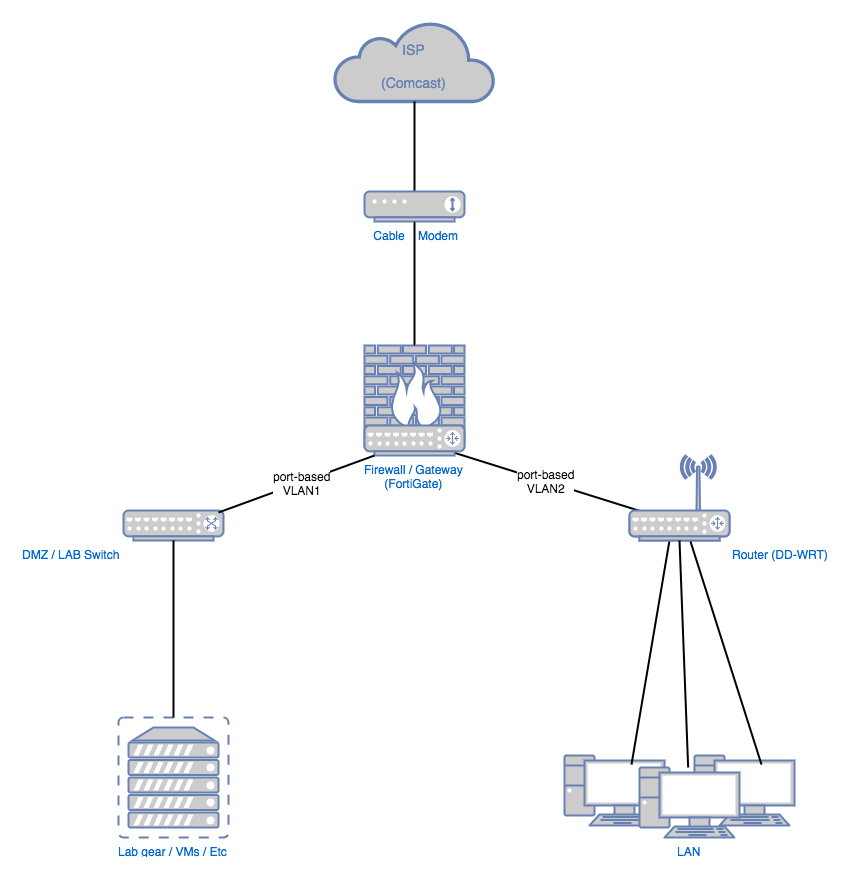 ISP
(Comcast)
Cable Modem
Firewall / Gateway
(FortiGate)
port-based
VLAN1
port-based
VLAN2
DMZ / LAB Switch
Router (DD-WRT)
Lab gear / VMs / Etc
LAN